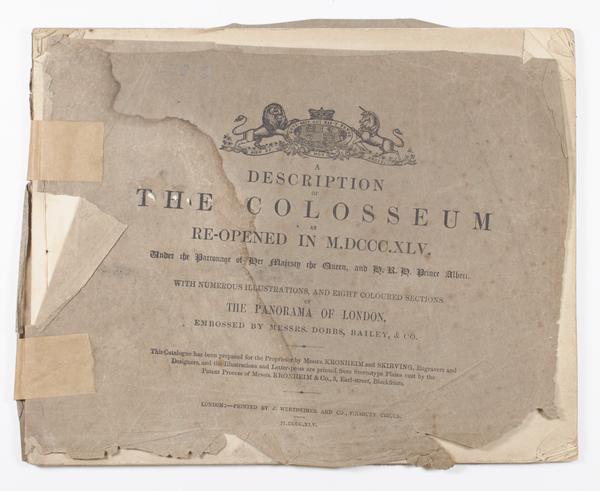 A
DESCRIPTION
OF
THE COLOSSEUM
AS
RE-OPENED IN M.DCCC.XLV.
Under the Patronage of Her Majesty the Queen, and H. R. H. Prince Albert.
WITH NUMEROUS ILLUSTRATIONS, AND EIGHT COLOURED SECTIONS
OF
THE PANORAMA OF LONDON,
EMBOSSED BY MESSRS. DOBBS, BAILEY, & CO.
This Catalogue has been prepared for the Proprietor by Messrs. KRONHEIM and SKIRVING, Engravers and
Designers, and the Illustrations and Letter-press are printed from Stereotype Plates cast by the
Patent Process of Messrs. KRONHEIM & Co., 3, Earl-street, Blackfriars.
LONDON:—PRINTED BY J. WERTHEIMER AND CO., FINSBURY CIRCUS.
M.DCCC.XLV.